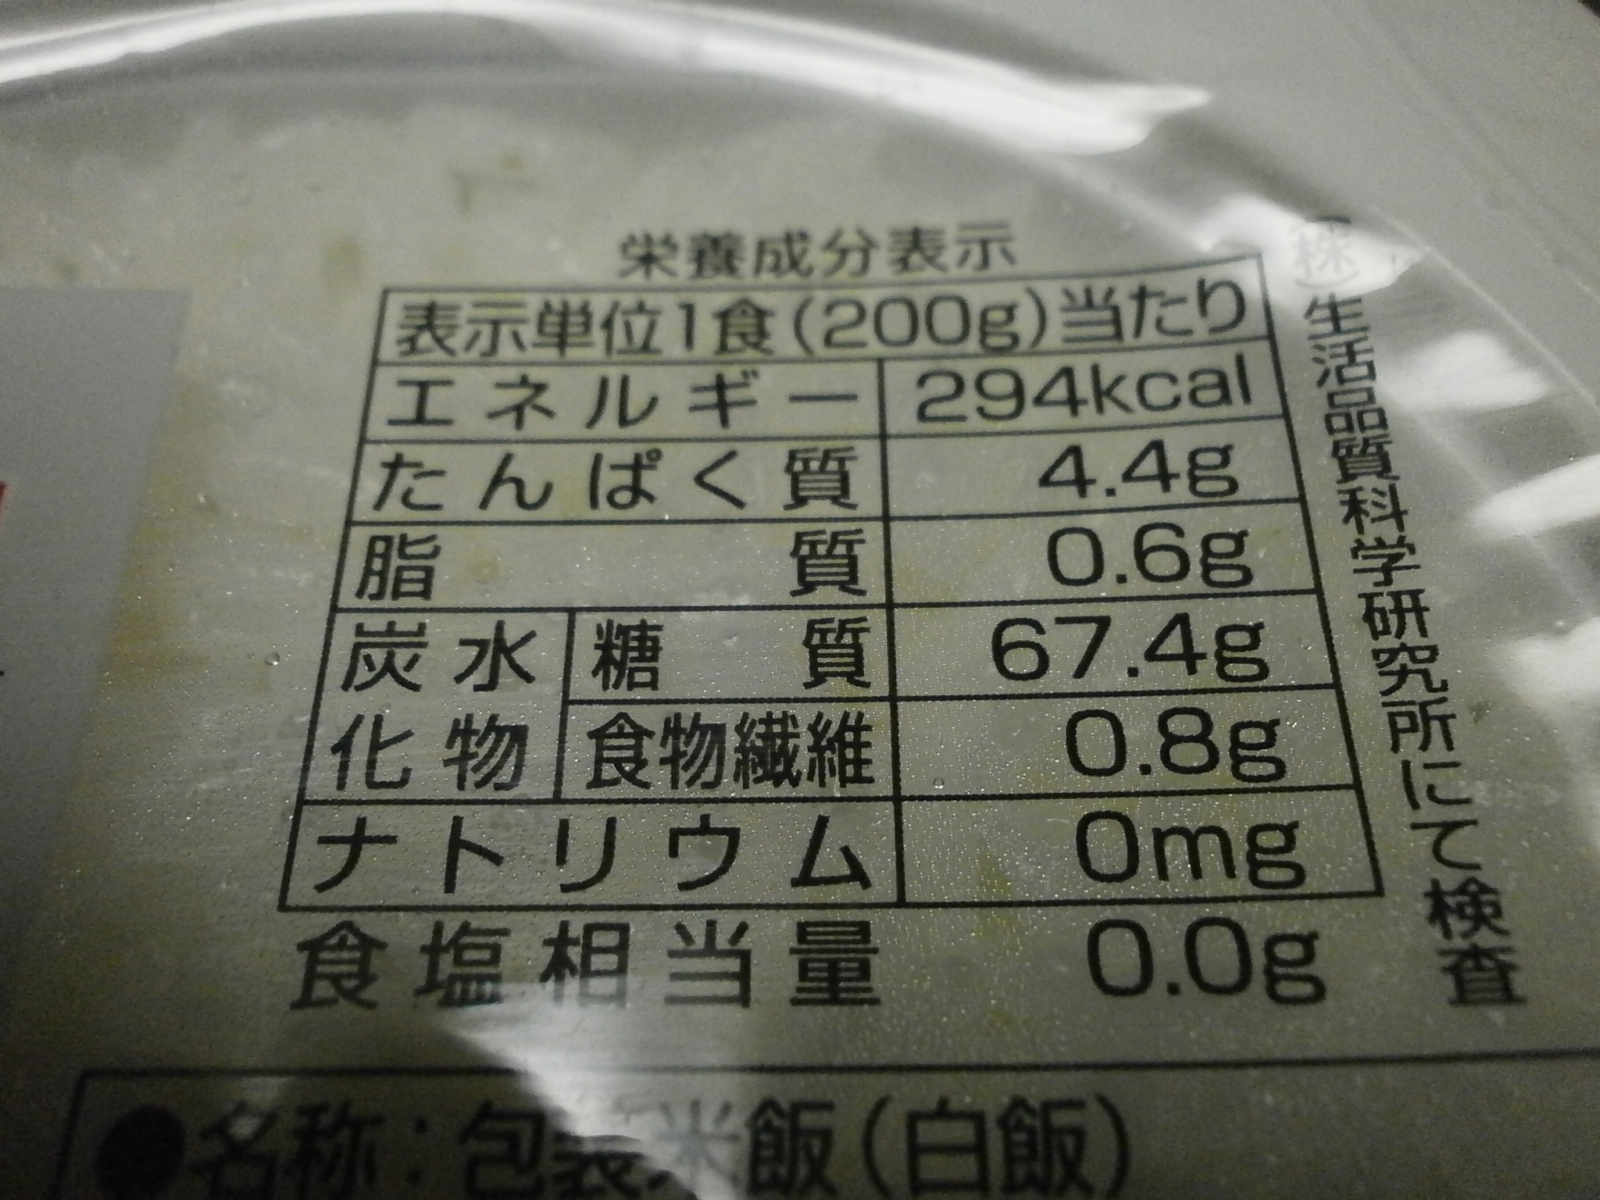 栄養成分表示
表示単位1食(200g)当たり
エネルギー 294kcal
たんぱく質 4.4g
脂質 0.6g
炭水化物 糖質 67.4g
食物繊維 0.8g
ナトリウム 0mg
食塩相当量 0.0g
(株)生活品質科学研究所にて検査
●名称：包装米飯(白飯)